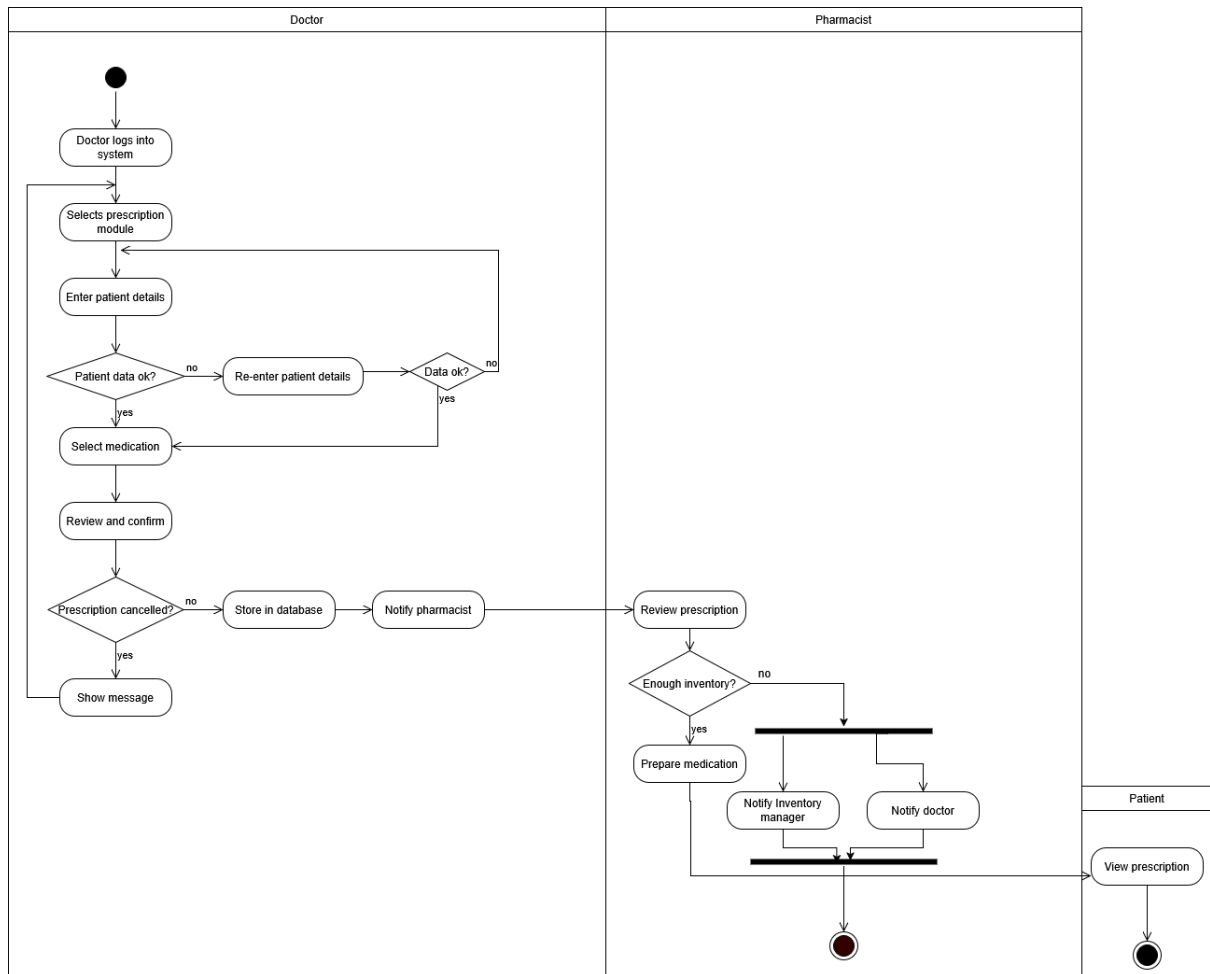 Doctor
Pharmacist
Doctor logs into
system
Selects prescription
module
Enter patient details
Patient data ok?
no
Re-enter patient details
Data ok?
no
yes
yes
Select medication
Review and confirm
Prescription cancelled?
no
Store in database
Notify pharmacist
yes
Show message
Review prescription
Enough inventory?
no
yes
Prepare medication
Notify Inventory
manager
Notify doctor
Patient
View prescription